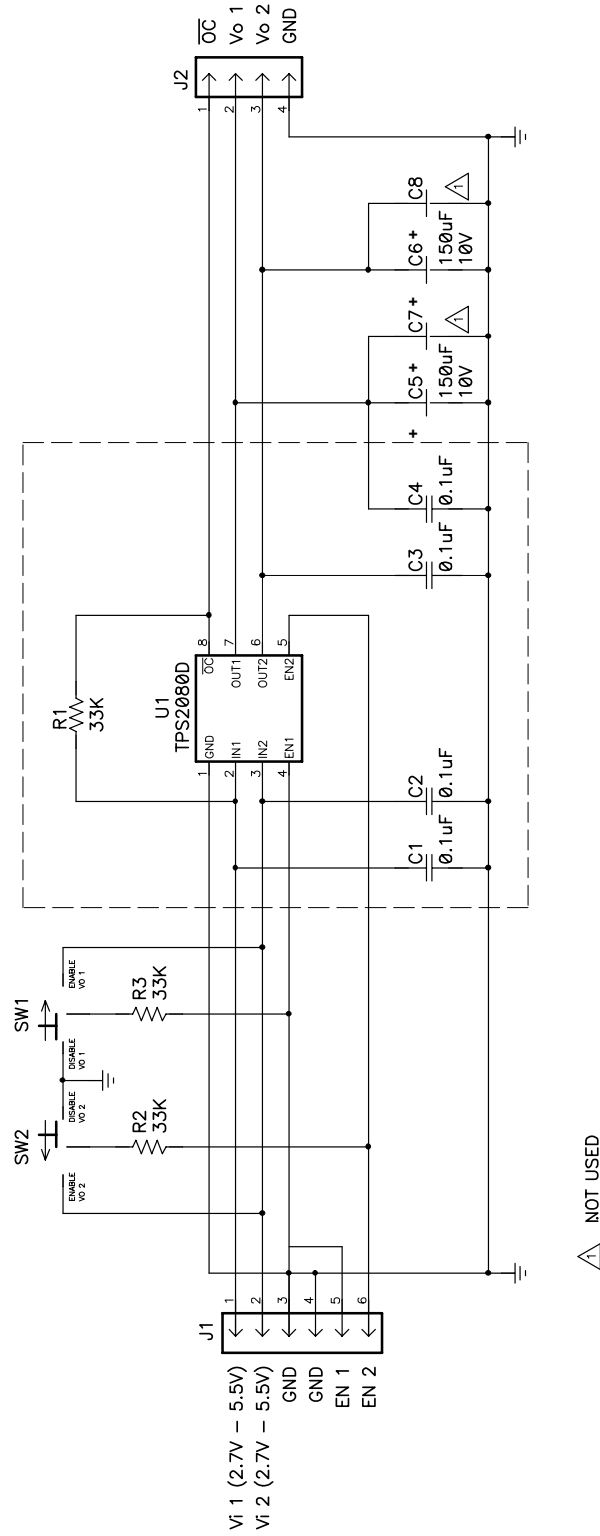 SW2
SW1
ENABLE
VO 2
DISABLE
VO 2
DISABLE
VO 1
ENABLE
VO 1
R2
33K
R3
33K
R1
33K
J1
Vi 1 (2.7V – 5.5V)
Vi 2 (2.7V – 5.5V)
GND
GND
EN 1
EN 2
1
2
3
4
5
6
U1
TPS2080D
1
2
3
4
GND
IN1
IN2
EN1
8
7
6
5
OC
OUT1
OUT2
EN2
C1
0.1uF
C2
0.1uF
C3
0.1uF
C4
0.1uF
+
C5+
150uF
10V
C7+
1
C6+
150uF
10V
C8
1
J2
1
2
3
4
OC
Vo 1
Vo 2
GND
1 NOT USED